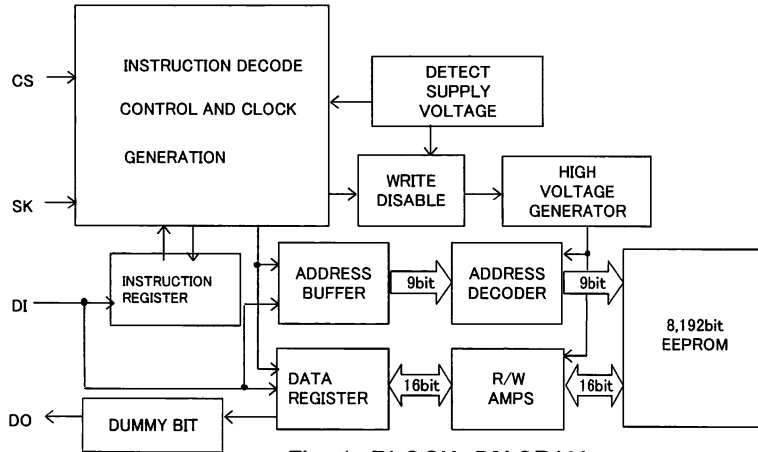 CS
SK
DI
DO
INSTRUCTION DECODE
CONTROL AND CLOCK
GENERATION
DETECT
SUPPLY
VOLTAGE
WRITE
DISABLE
HIGH
VOLTAGE
GENERATOR
INSTRUCTION
REGISTER
ADDRESS
BUFFER
9bit
ADDRESS
DECODER
9bit
8,192bit
EEPROM
DATA
REGISTER
16bit
R/W
AMPS
16bit
DUMMY BIT